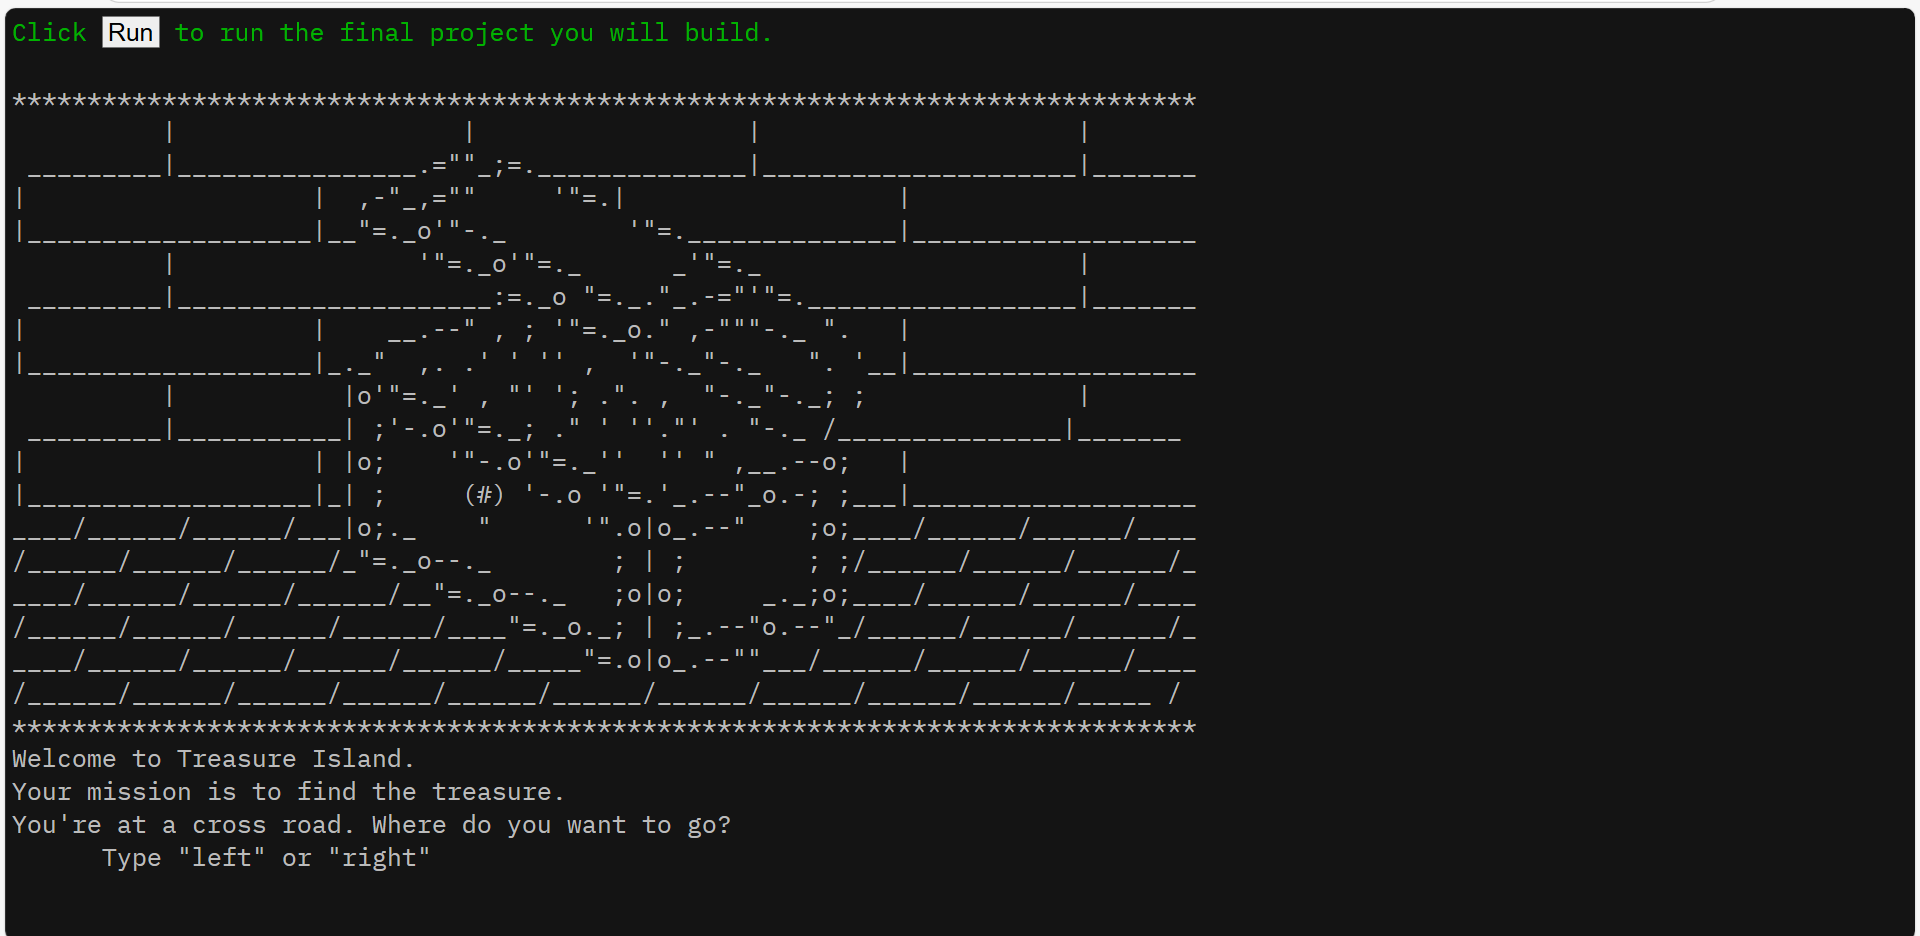 Click Run to run the final project you will build.
*******************************************************************************
          |                   |                  |                     |
 _________|________________.=""_;=.______________|_____________________|_______
|                   |  ,-"_,=""     '"=.|                  |
|___________________|__"=._o'"-._        '"=.______________|___________________
          |                '"=._o'"=._      _'"=._                     |
 _________|_____________________:=._o "=._."_.-="'"=.__________________|_______
|                   |    __.--" , ; '"=._o." ,-"""-._ ".   |
|___________________|_._"  ,. .' ' '' ,  '"-._"-._   ". '__|___________________
          |           |o'"=._' , "' '; .". ,  "-._"-._; ;              |
 _________|___________| ;'-.o'"=._; ." ' ''."' . "-._ /_______________|_______
|                   | |o;    '"-.o'"=._''  '' " ,__.--o;   |
|___________________|_| ;     (#) '-.o '"=.'_.--"_o.-; ;___|___________________
____/______/______/___|o;._    "      '".o|o_.--"    ;o;____/______/______/____
/______/______/______/_"=._o--._        ; | ;        ; ;/______/______/______/_
____/______/______/______/__"=._o--._   ;o|o;     _._;o;____/______/______/____
/______/______/______/______/____"=._o._; | ;_.--"o.--"_/______/______/______/_
____/______/______/______/______/_____"=.o|o_.--""___/______/______/______/____
/______/______/______/______/______/______/______/______/______/______/_____ /
*******************************************************************************
Welcome to Treasure Island.
Your mission is to find the treasure.
You're at a cross road. Where do you want to go?
      Type "left" or "right"